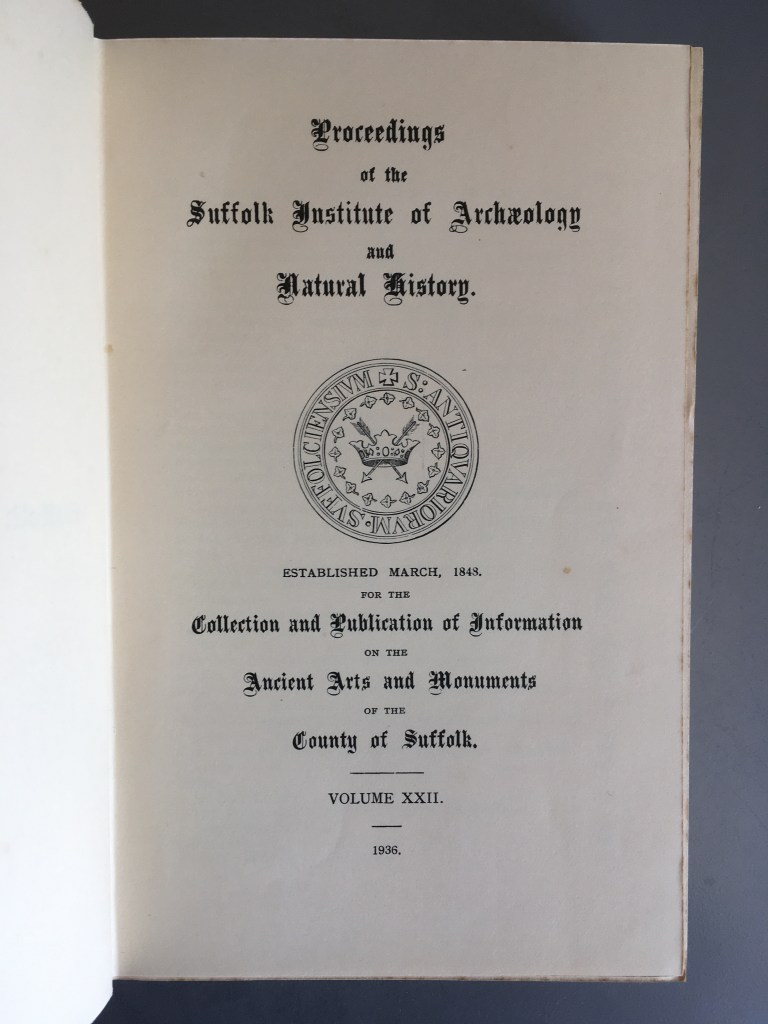 Proceedings
of the
Suffolk Institute of Archæology
and
Natural History.
✠ S: ANTIQVARIORVM · SVFFOLCIENSIVM
ESTABLISHED MARCH, 1848.
FOR THE
Collection and Publication of Information
ON THE
Ancient Arts and Monuments
OF THE
County of Suffolk.
VOLUME XXII.
1936.